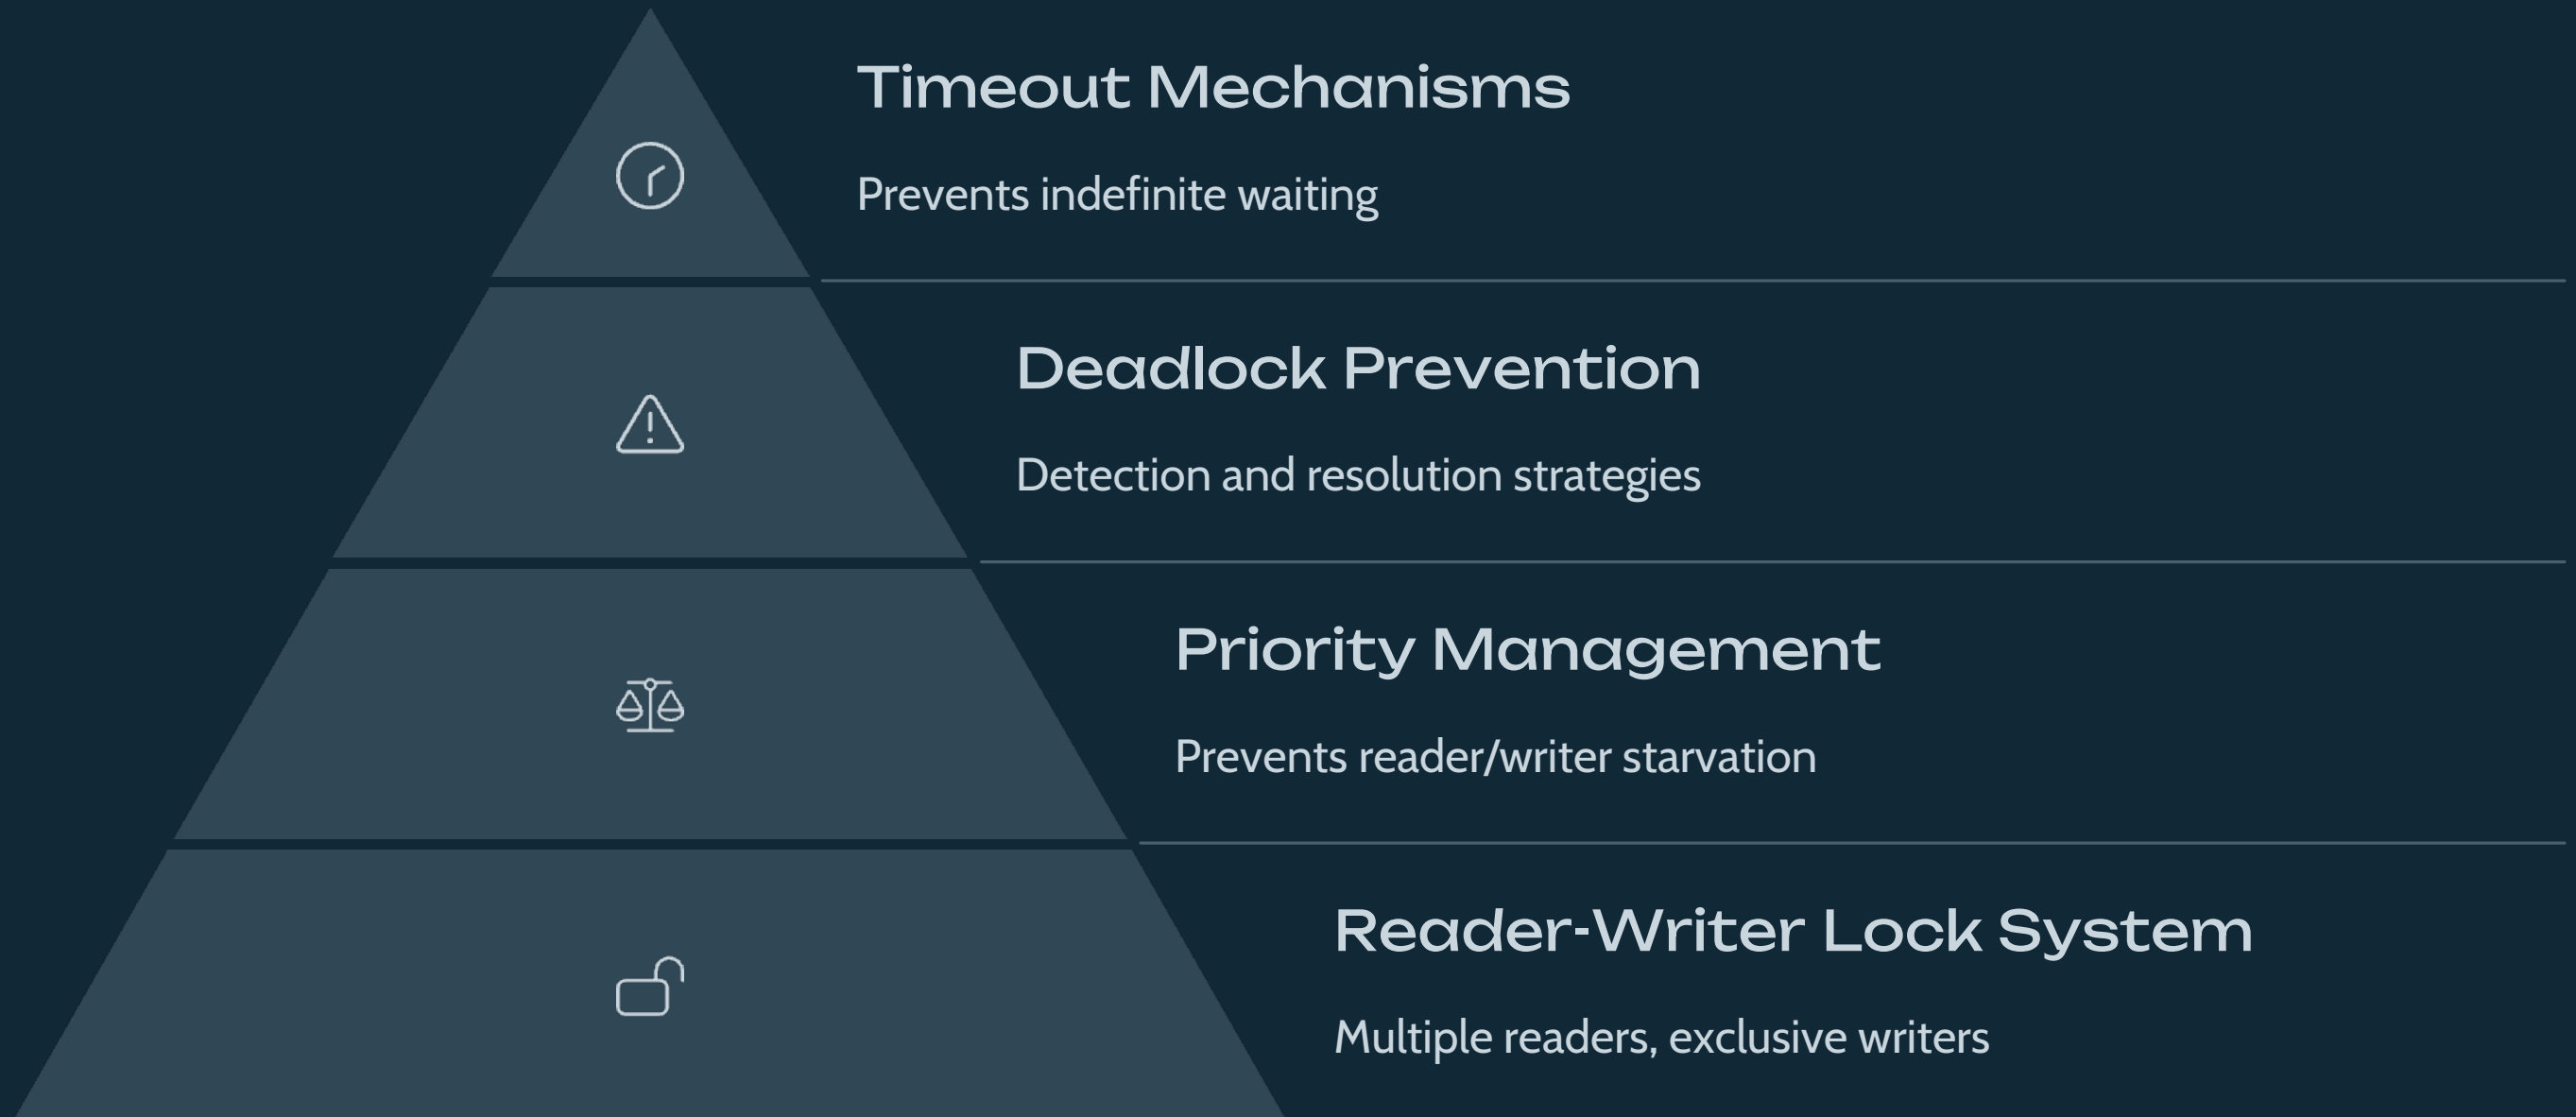 Timeout Mechanisms
Prevents indefinite waiting
Deadlock Prevention
Detection and resolution strategies
Priority Management
Prevents reader/writer starvation
Reader-Writer Lock System
Multiple readers, exclusive writers